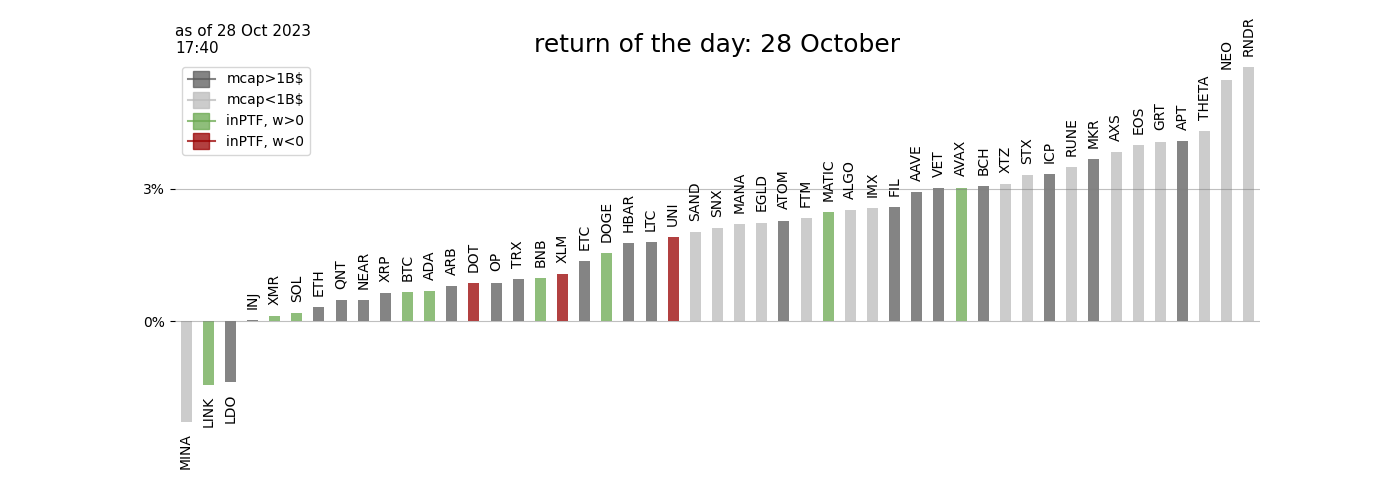 as of 28 Oct 2023
17:40
return of the day: 28 October
mcap>1B$
mcap<1B$
inPTF, w>0
inPTF, w<0
3%
0%
MINA
LINK
LDO
INJ
XMR
SOL
ETH
QNT
NEAR
XRP
BTC
ADA
ARB
DOT
OP
TRX
BNB
XLM
ETC
DOGE
HBAR
LTC
UNI
SAND
SNX
MANA
EGLD
ATOM
FTM
MATIC
ALGO
IMX
FIL
AAVE
VET
AVAX
BCH
XTZ
STX
ICP
RUNE
MKR
AXS
EOS
GRT
APT
THETA
NEO
RNDR